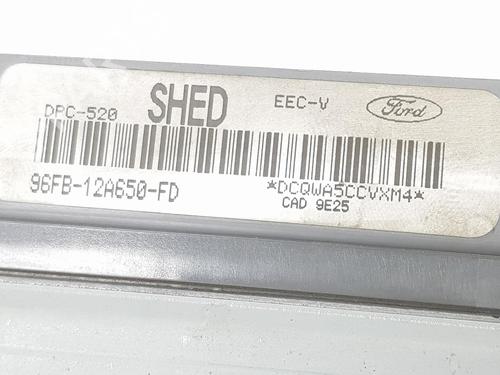 DPC-520 SHED EEC-V Ford
96FB-12A650-FD *DCQWA5CCVXM4*
CAD 9E25